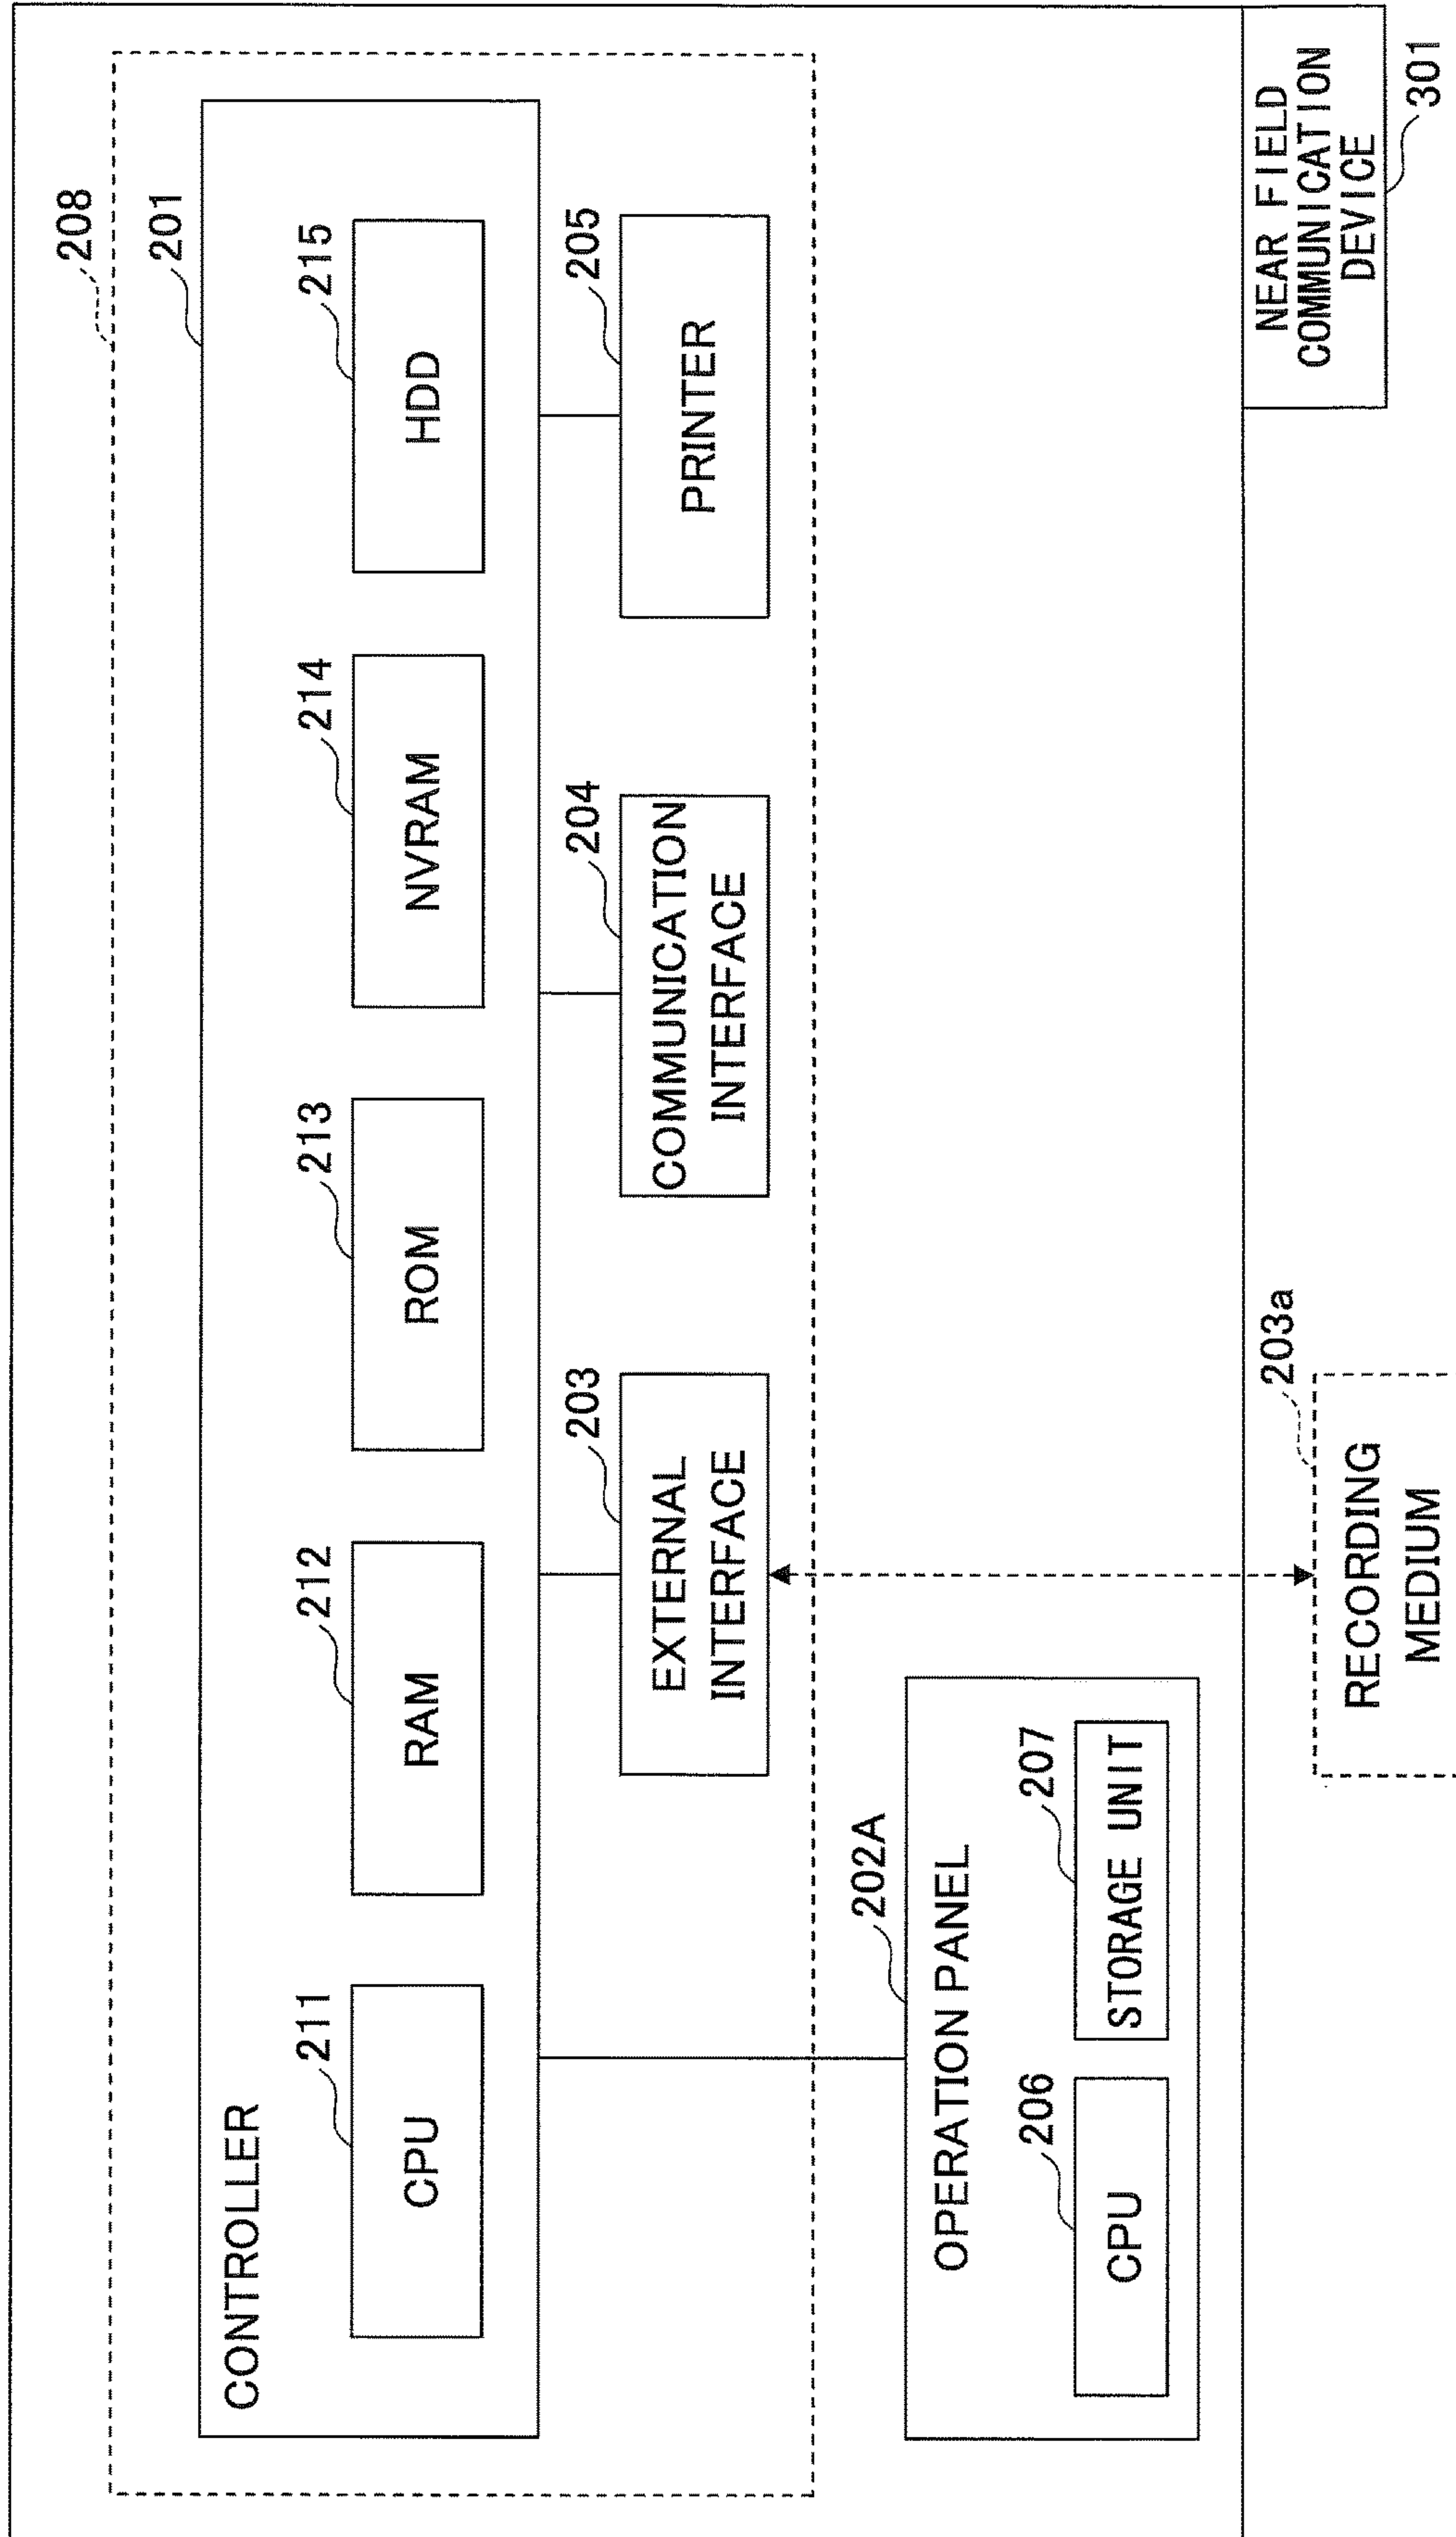 208
201
CONTROLLER
211
212
213
214
215
CPU
RAM
ROM
NVRAM
HDD
203
204
205
EXTERNAL
INTERFACE
COMMUNICATION
INTERFACE
PRINTER
202A
OPERATION PANEL
206
207
CPU
STORAGE UNIT
203a
RECORDING
MEDIUM
NEAR FIELD
COMMUNICATION
DEVICE
301